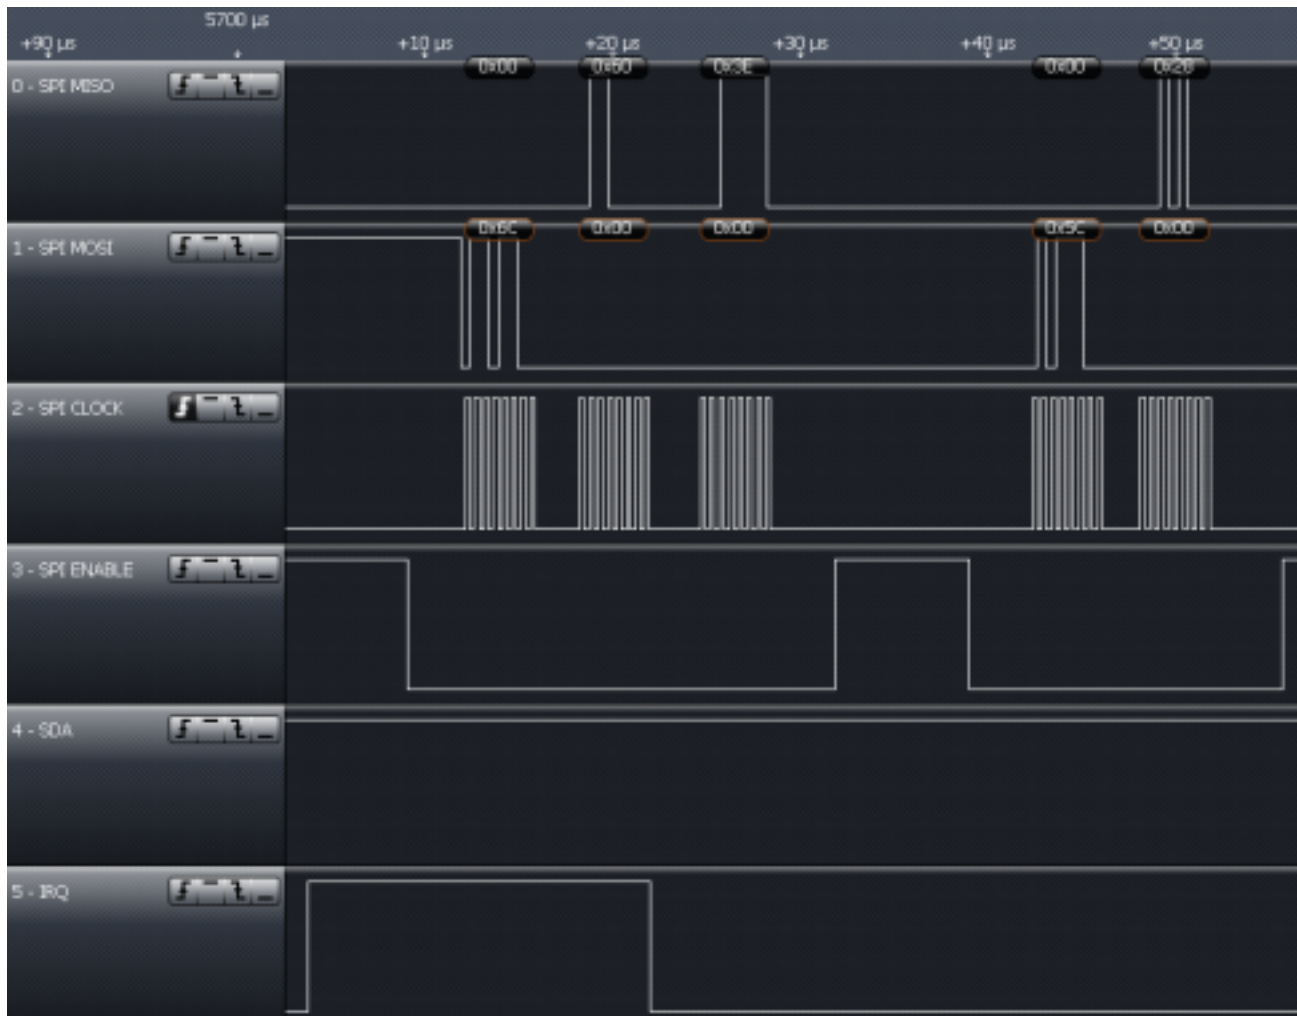 5700 µs
+90 µs +10 µs +20 µs +30 µs +40 µs +50 µs
0x00 0x60 0x3E 0x00 0x28
0 - SPI MISO
0x6C 0x00 0x00 0x5C 0x00
1 - SPI MOSI
2 - SPI CLOCK
3 - SPI ENABLE
4 - SDA
5 - IRQ